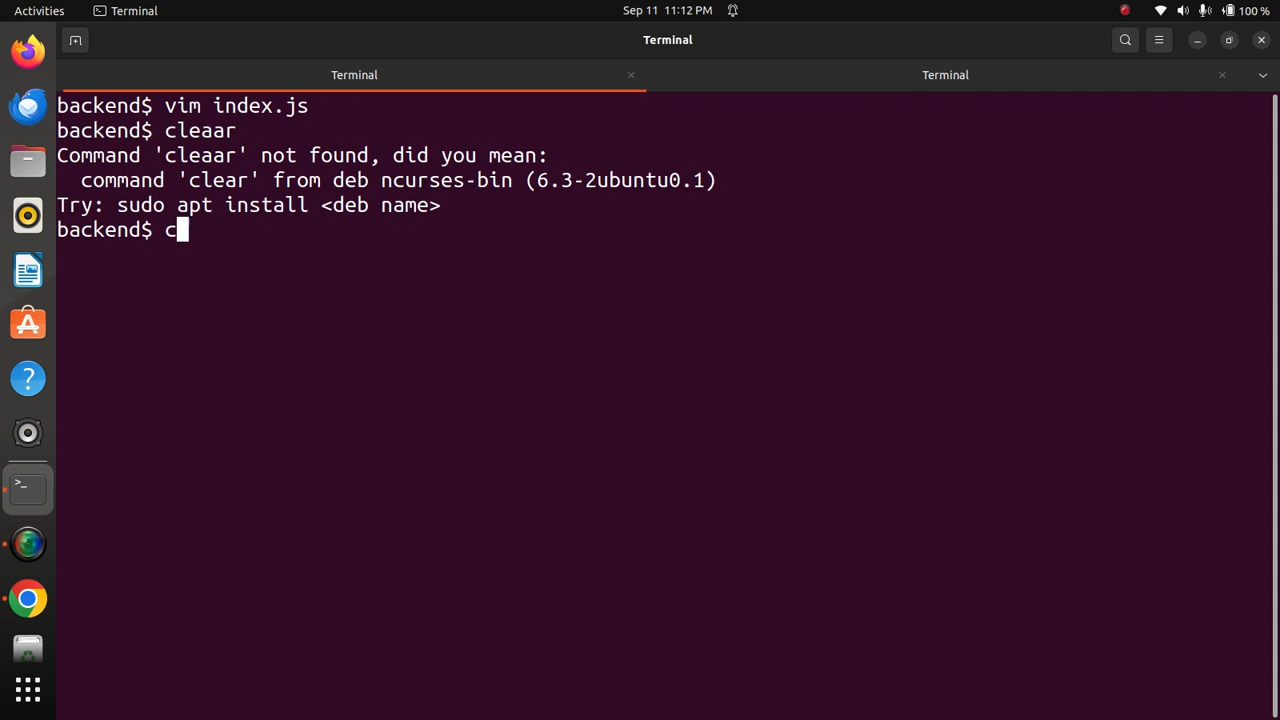 Activities Terminal Sep 11 11:12 PM 100 %
Terminal
Terminal Terminal
backend$ vim index.js
backend$ cleaar
Command 'cleaar' not found, did you mean:
command 'clear' from deb ncurses-bin (6.3-2ubuntu0.1)
Try: sudo apt install <deb name>
backend$ c